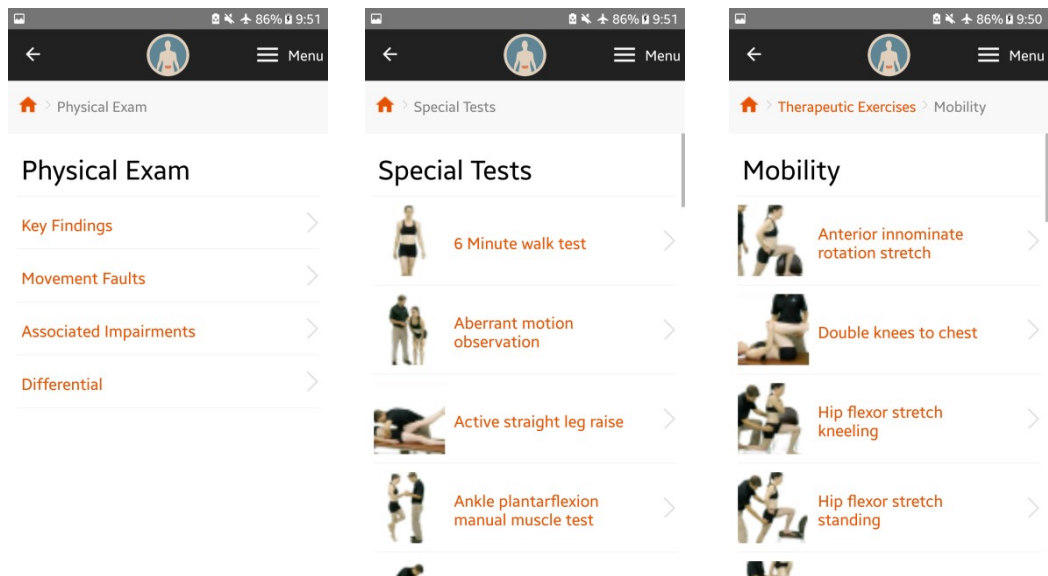 86% 9:51
Menu
Physical Exam
Physical Exam
Key Findings
Movement Faults
Associated Impairments
Differential
86% 9:51
Menu
Special Tests
Special Tests
6 Minute walk test
Aberrant motion
observation
Active straight leg raise
Ankle plantarflexion
manual muscle test
86% 9:50
Menu
Therapeutic Exercises Mobility
Mobility
Anterior innominate
rotation stretch
Double knees to chest
Hip flexor stretch
kneeling
Hip flexor stretch
standing